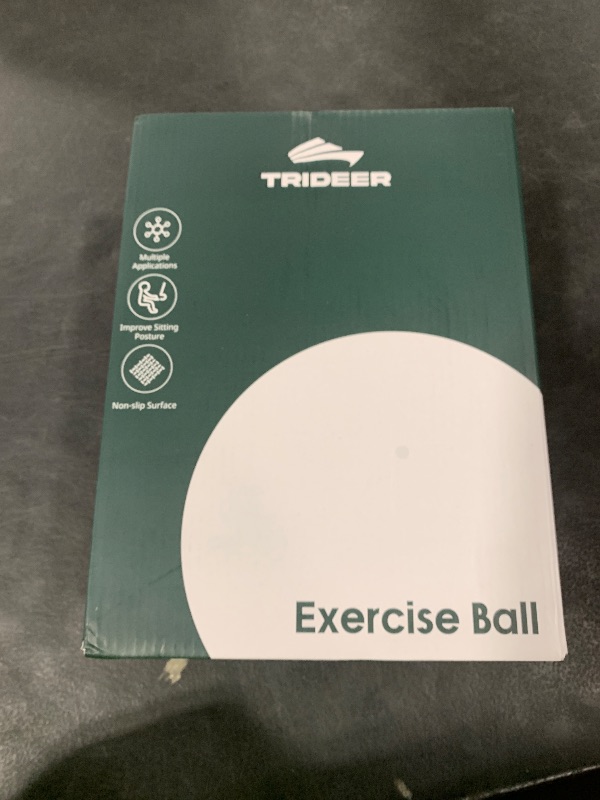 TRIDEER
Multiple
Applications
Improve Sitting
Posture
Non-slip Surface
Exercise Ball